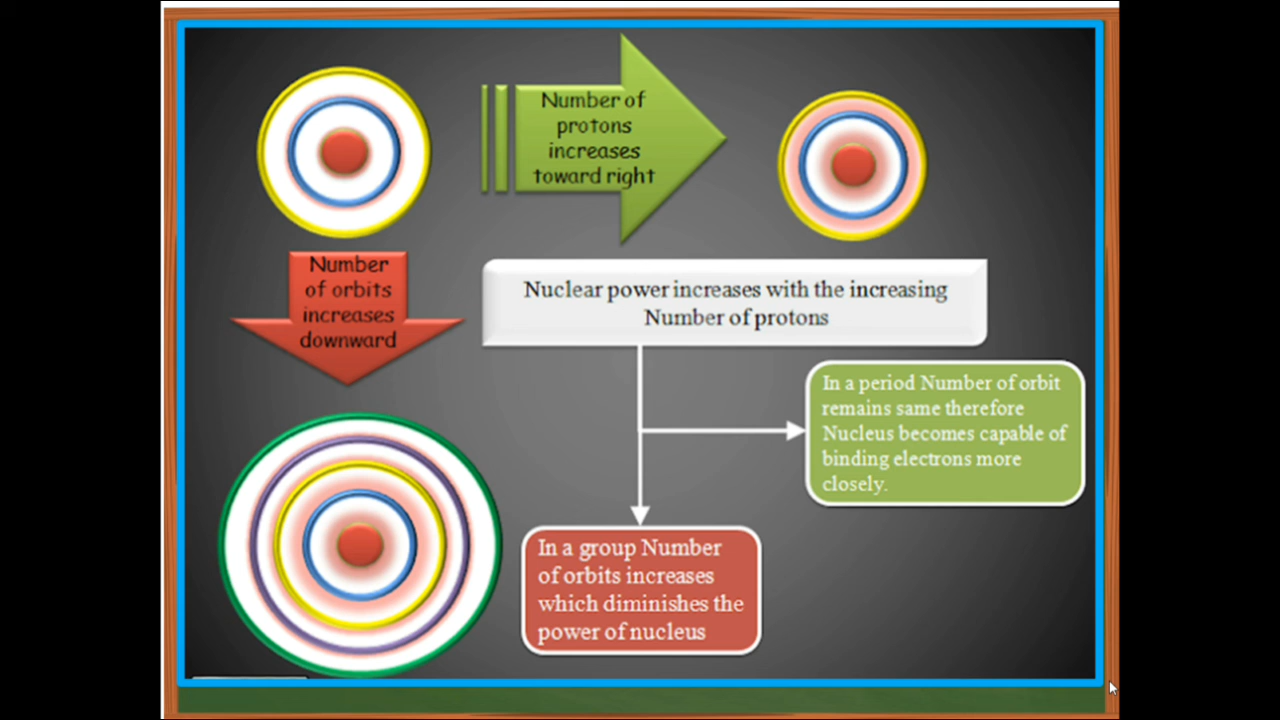 Number of
protons
increases
toward right
Number
of orbits
increases
downward
Nuclear power increases with the increasing
Number of protons
In a period Number of orbit
remains same therefore
Nucleus becomes capable of
binding electrons more
closely.
In a group Number
of orbits increases
which diminishes the
power of nucleus